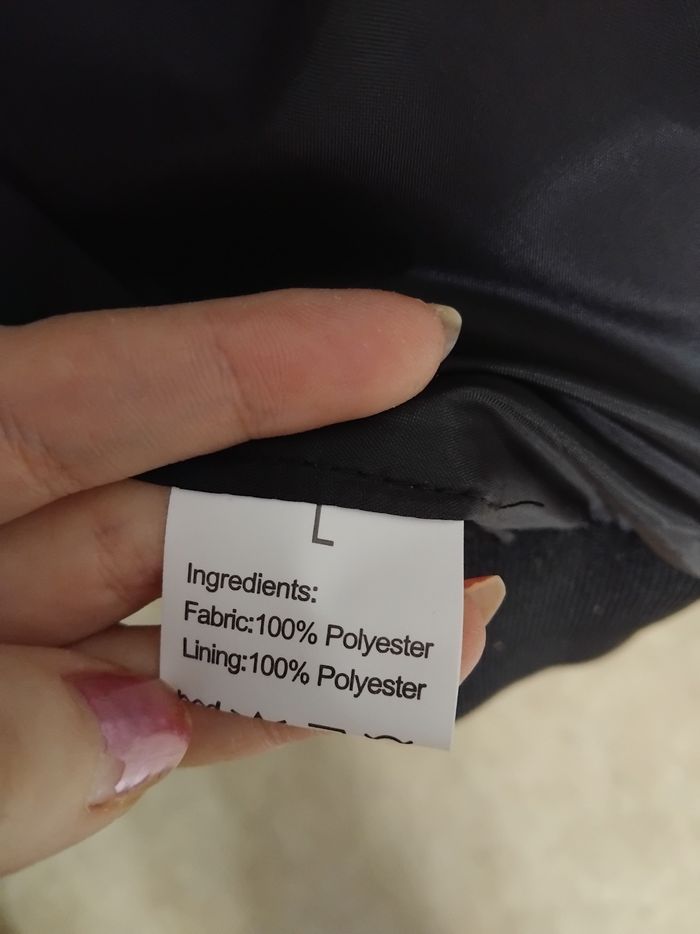 L
Ingredients:
Fabric:100% Polyester
Lining:100% Polyester